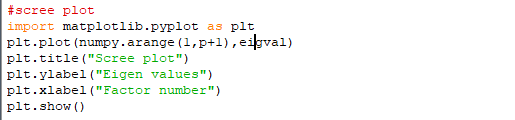 #scree plot
import matplotlib.pyplot as plt
plt.plot(numpy.arange(1,p+1),eigval)
plt.title("Scree plot")
plt.ylabel("Eigen values")
plt.xlabel("Factor number")
plt.show()